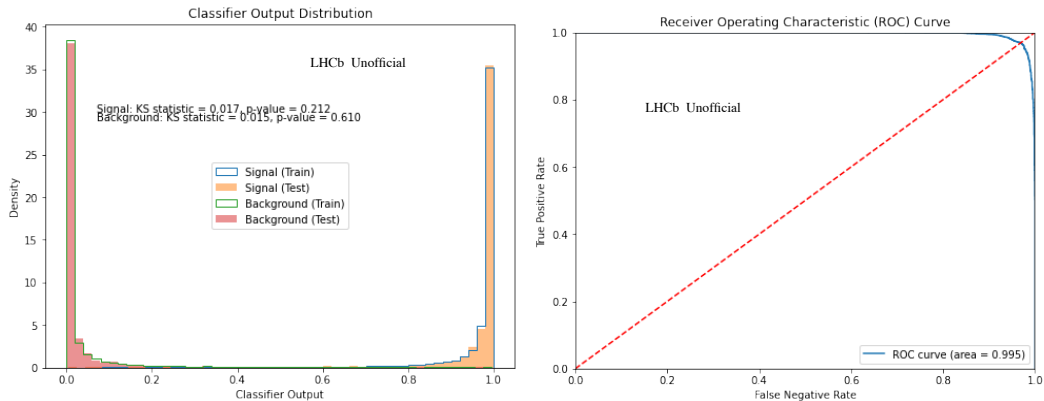 Classifier Output Distribution
40
35
30
25
20
15
10
5
0
Density
LHCb Unofficial
Signal: KS statistic = 0.017, p-value = 0.212
Background: KS statistic = 0.015, p-value = 0.610
Signal (Train)
Signal (Test)
Background (Train)
Background (Test)
0.0 0.2 0.4 0.6 0.8 1.0
Classifier Output
Receiver Operating Characteristic (ROC) Curve
1.0
0.8
0.6
0.4
0.2
0.0
True Positive Rate
LHCb Unofficial
ROC curve (area = 0.995)
0.0 0.2 0.4 0.6 0.8 1.0
False Negative Rate